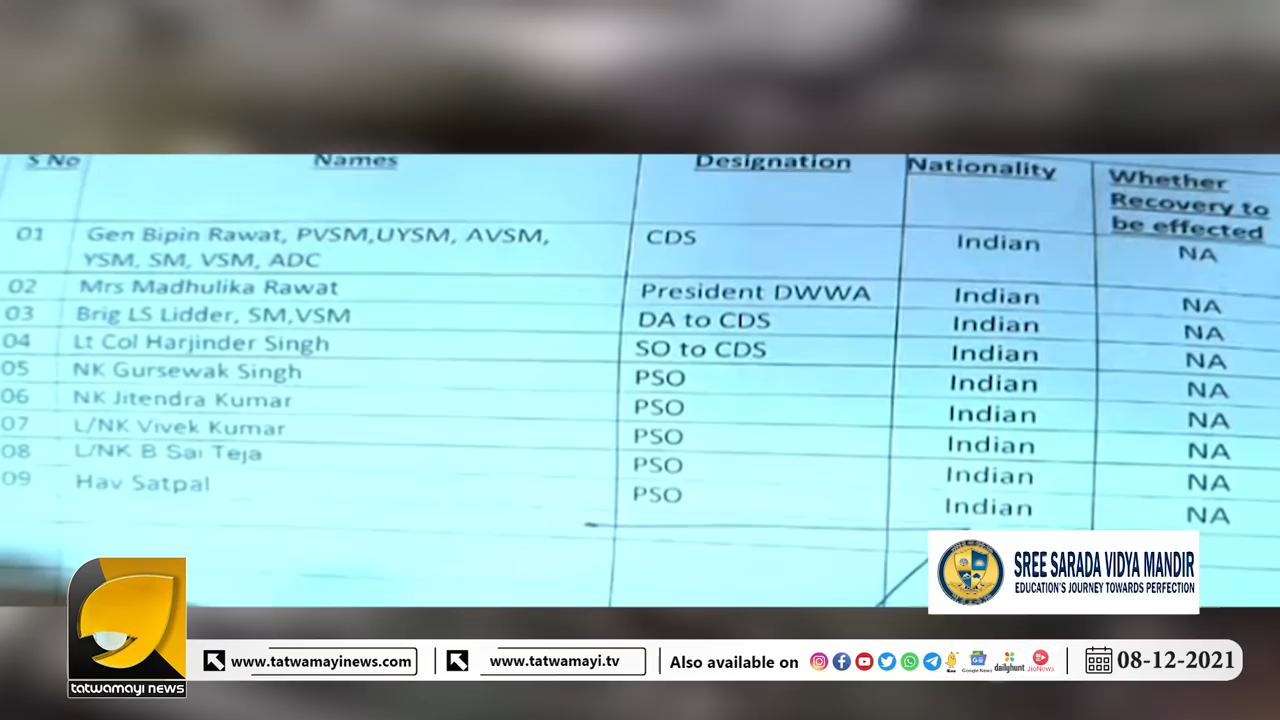 S No Names Designation Nationality Whether Recovery to be effected
01 Gen Bipin Rawat, PVSM,UYSM, AVSM, YSM, SM, VSM, ADC CDS Indian NA
02 Mrs Madhulika Rawat President DWWA Indian NA
03 Brig LS Lidder, SM,VSM DA to CDS Indian NA
04 Lt Col Harjinder Singh SO to CDS Indian NA
05 NK Gursewak Singh PSO Indian NA
06 NK Jitendra Kumar PSO Indian NA
07 L/NK Vivek Kumar PSO Indian NA
08 L/NK B Sai Teja PSO Indian NA
09 Hav Satpal PSO Indian NA
SREE SARADA VIDYA MANDIR
EDUCATION'S JOURNEY TOWARDS PERFECTION
tatwamayi news
www.tatwamayinews.com www.tatwamayi.tv Also available on Google News dailyhunt JioNews 08-12-2021